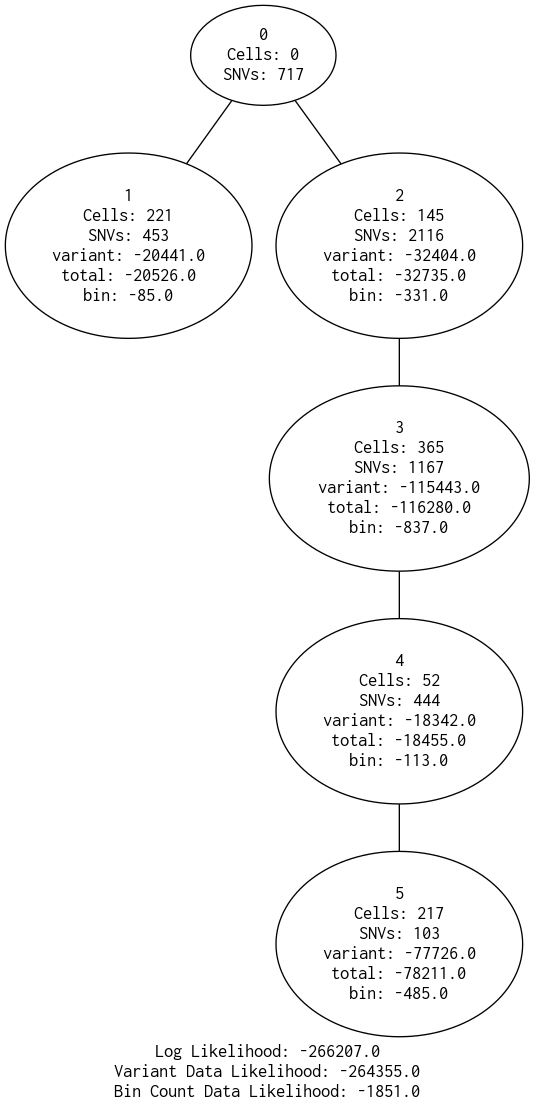 0
Cells: 0
SNVs: 717
1
Cells: 221
SNVs: 453
variant: -20441.0
total: -20526.0
bin: -85.0
2
Cells: 145
SNVs: 2116
variant: -32404.0
total: -32735.0
bin: -331.0
3
Cells: 365
SNVs: 1167
variant: -115443.0
total: -116280.0
bin: -837.0
4
Cells: 52
SNVs: 444
variant: -18342.0
total: -18455.0
bin: -113.0
5
Cells: 217
SNVs: 103
variant: -77726.0
total: -78211.0
bin: -485.0
Log Likelihood: -266207.0
Variant Data Likelihood: -264355.0
Bin Count Data Likelihood: -1851.0